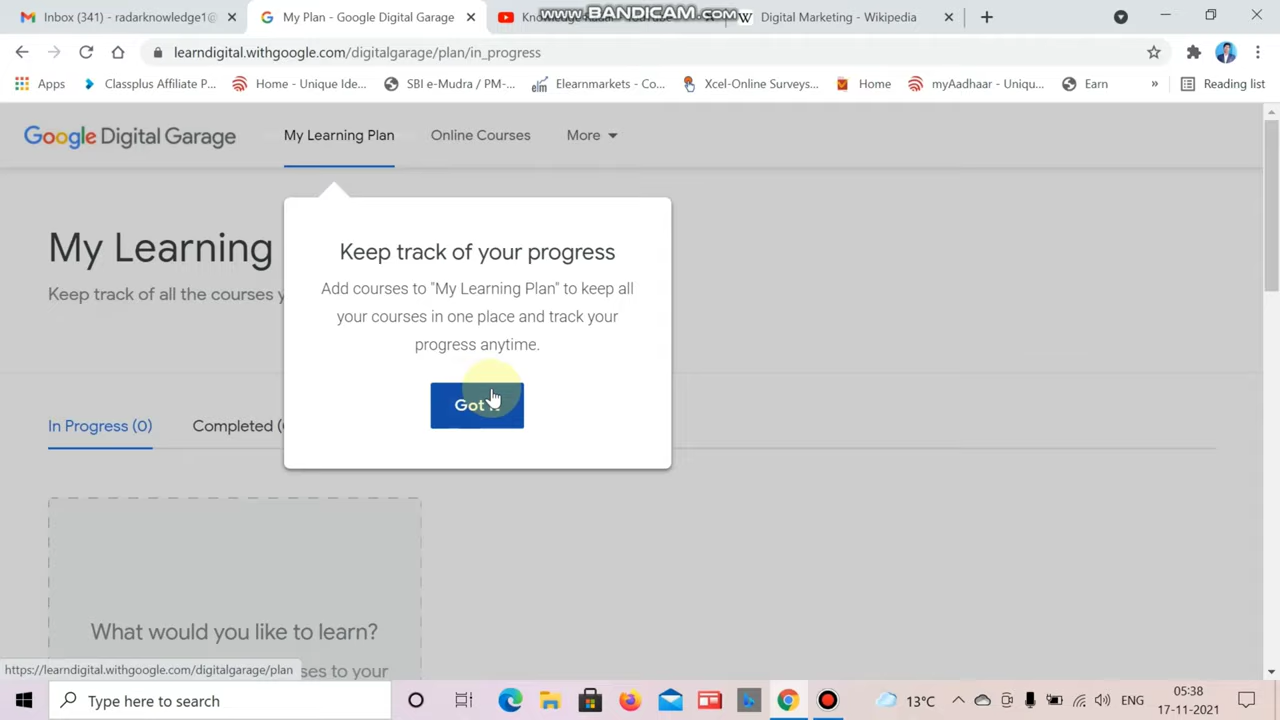 Inbox (341) - radarknowledge1@
My Plan - Google Digital Garage
Digital Marketing - Wikipedia
www.BANDICAM.com
learndigital.withgoogle.com/digitalgarage/plan/in_progress
Apps
Classplus Affiliate P...
Home - Unique Ide...
SBI e-Mudra / PM-...
Elearnmarkets - Co...
Xcel-Online Surveys...
Home
myAadhaar - Uniqu...
Earn
»
Reading list
Google Digital Garage
My Learning Plan
Online Courses
More
My Learning
Keep track of all the courses y
Keep track of your progress
Add courses to "My Learning Plan" to keep all
your courses in one place and track your
progress anytime.
Got
In Progress (0)
Completed (
What would you like to learn?
ses to your
https://learndigital.withgoogle.com/digitalgarage/plan
Type here to search
13°C
ENG
05:38
17-11-2021